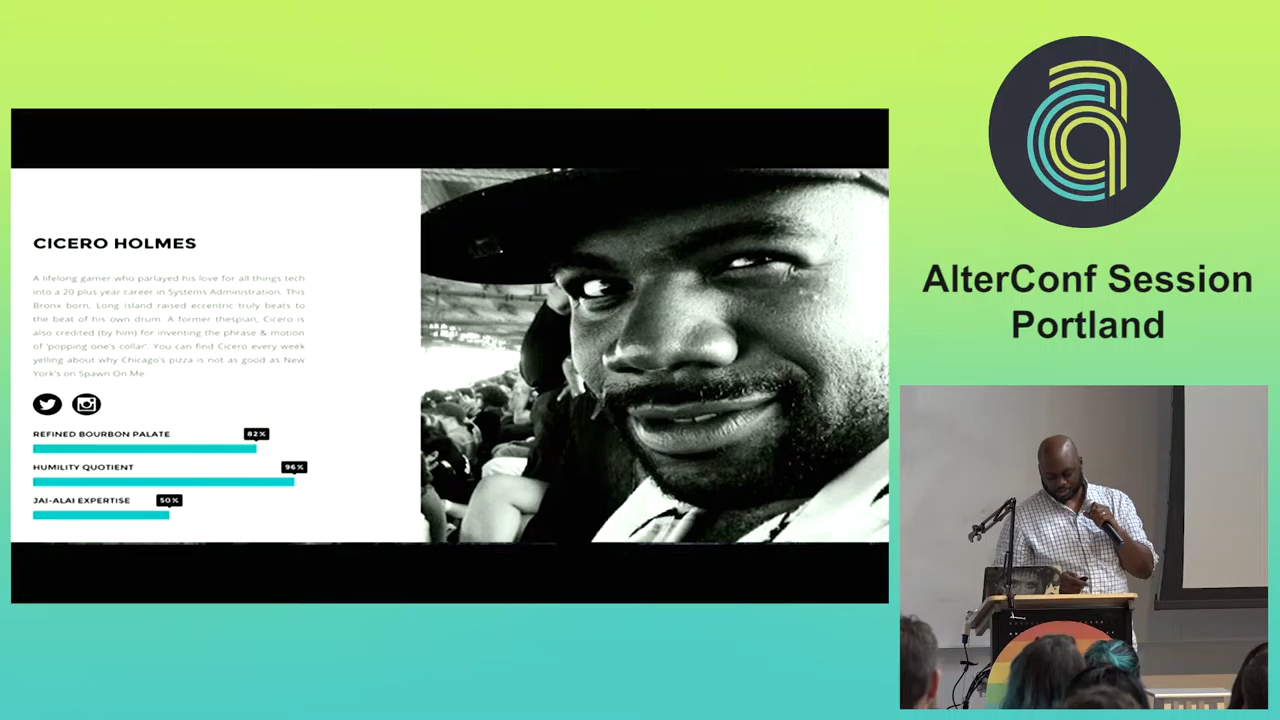 CICERO HOLMES
A lifelong gamer who parlayed his love for all things tech
into a 20 plus year career in Systems Administration. This
Bronx born, Long Island raised eccentric truly beats to
the beat of his own drum. A former thespian, Cicero is
also credited (by him) for inventing the phrase & motion
of 'popping one's collar'. You can find Cicero every week
yelling about why Chicago's pizza is not as good as New
York's on Spawn On Me.
REFINED BOURBON PALATE 82%
HUMILITY QUOTIENT 96%
JAI-ALAI EXPERTISE 50%
AlterConf Session
Portland